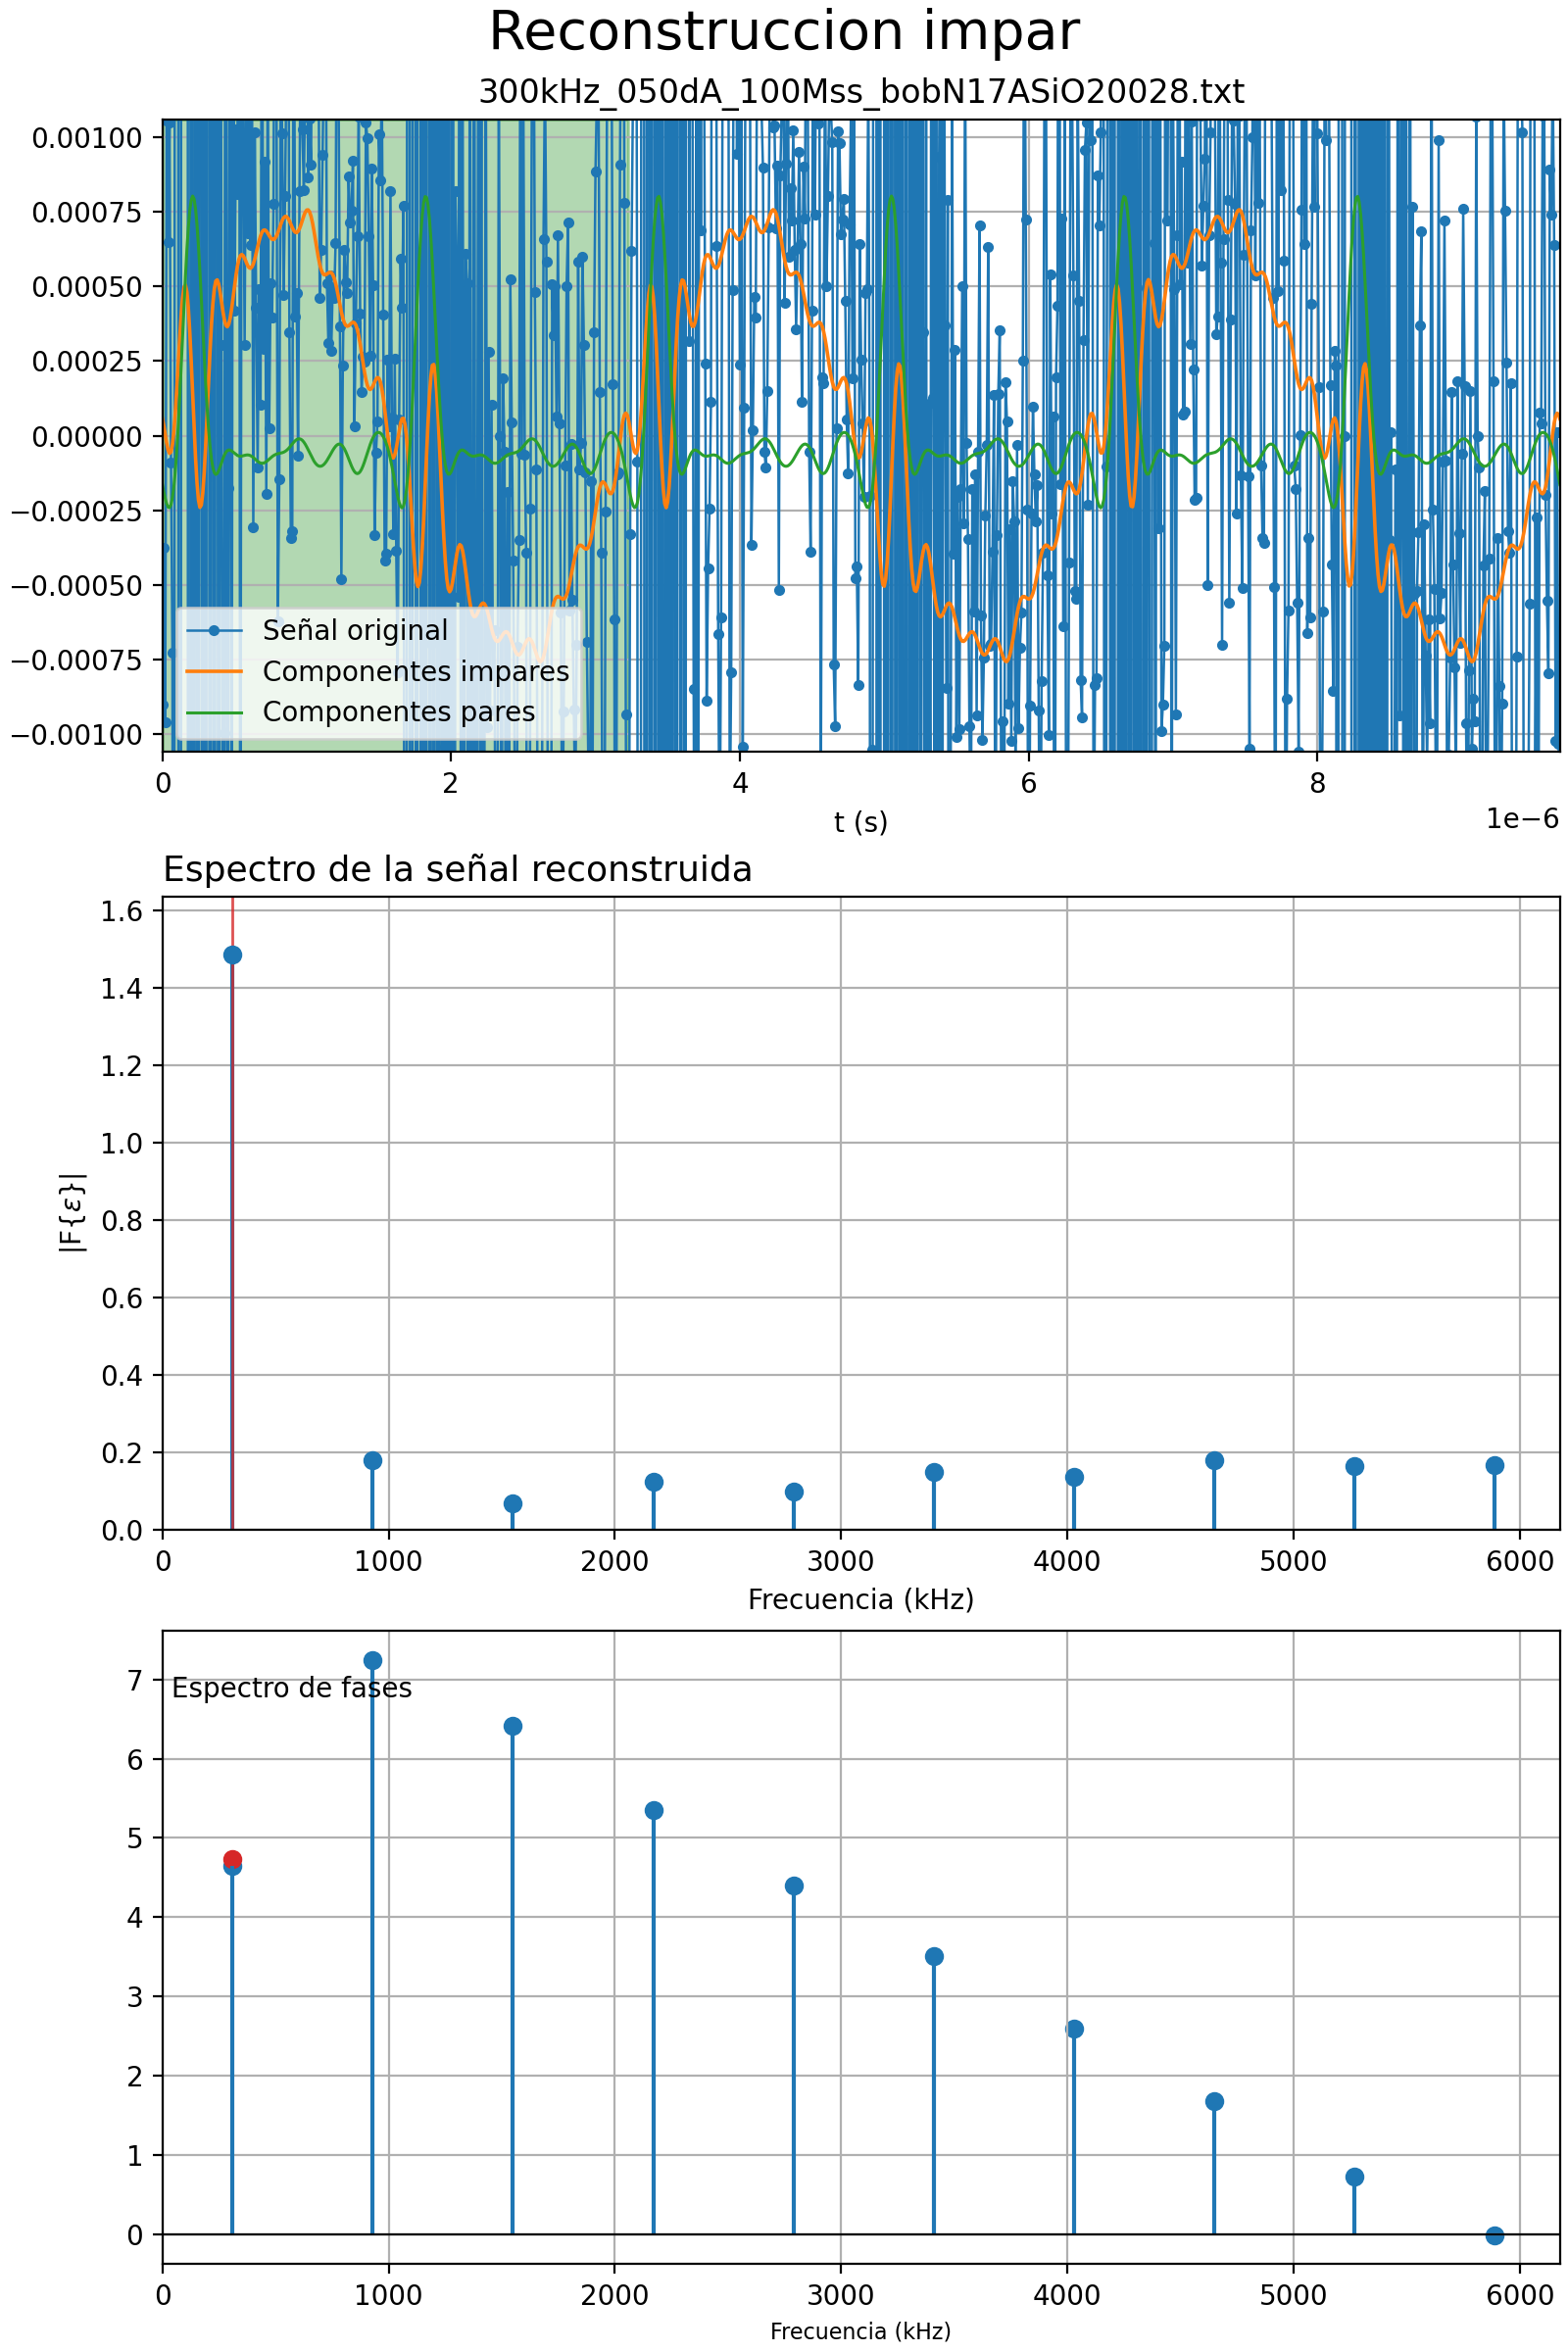 Reconstruccion impar
300kHz_050dA_100Mss_bobN17ASiO20028.txt
0.00100
0.00075
0.00050
0.00025
0.00000
−0.00025
−0.00050
−0.00075
−0.00100
Señal original
Componentes impares
Componentes pares
0 2 4 6 8
t (s)
1e−6
Espectro de la señal reconstruida
1.6
1.4
1.2
1.0
0.8
0.6
0.4
0.2
0.0
|F{ε}|
0 1000 2000 3000 4000 5000 6000
Frecuencia (kHz)
Espectro de fases
7
6
5
4
3
2
1
0
0 1000 2000 3000 4000 5000 6000
Frecuencia (kHz)